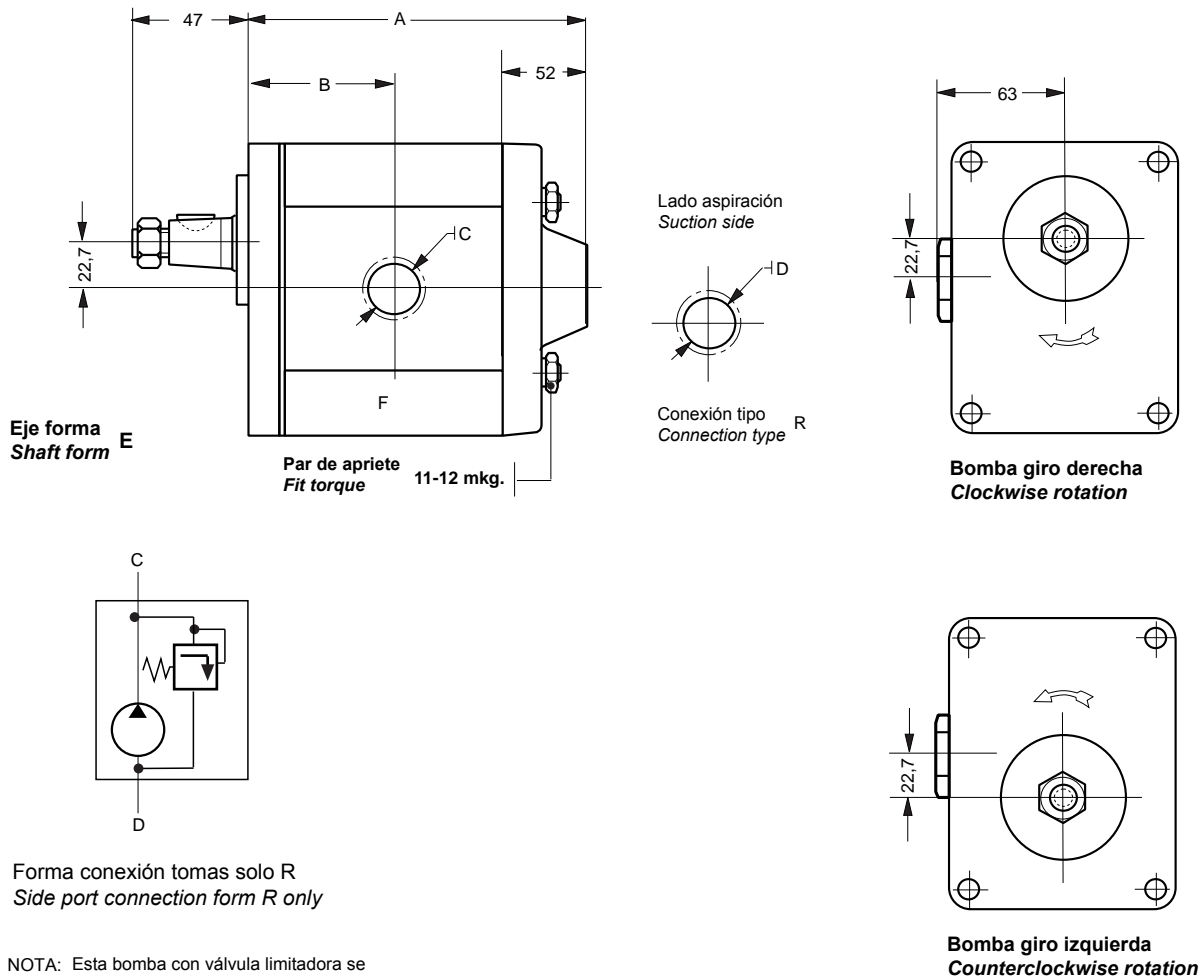 47
A
B
52
63
22,7
C
F
Eje forma
Shaft form E
Par de apriete
Fit torque 11-12 mkg.
Lado aspiración
Suction side
D
Conexión tipo
Connection type R
22,7
Bomba giro derecha
Clockwise rotation
C
D
Forma conexión tomas solo R
Side port connection form R only
22,7
Bomba giro izquierda
Counterclockwise rotation
NOTA: Esta bomba con válvula limitadora se